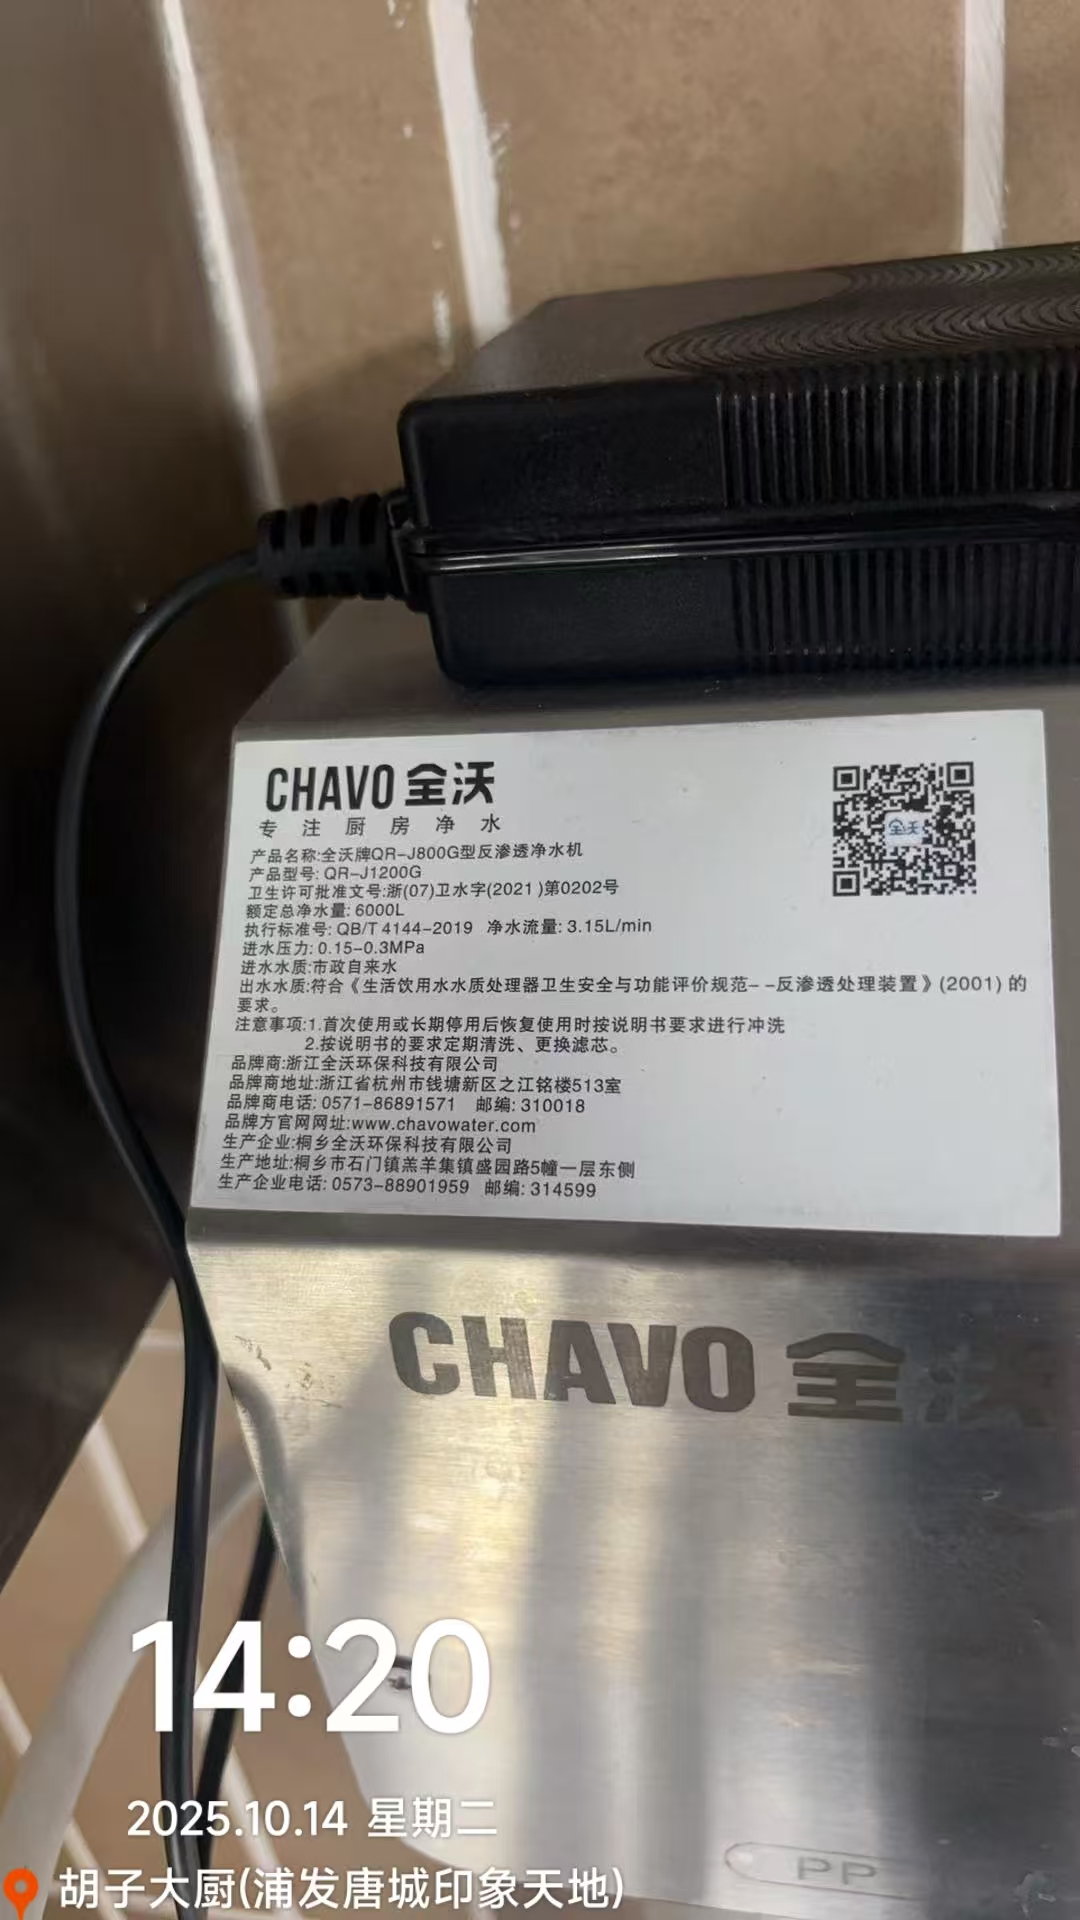 CHAVO 全沃
专注厨房净水
全沃
产品名称:全沃牌QR-J800G型反渗透净水机
产品型号: QR-J1200G
卫生许可批准文号:浙(07)卫水字(2021)第0202号
额定总净水量: 6000L
执行标准号: QB/T 4144-2019 净水流量: 3.15L/min
进水压力: 0.15-0.3MPa
进水水质:市政自来水
出水水质:符合《生活饮用水水质处理器卫生安全与功能评价规范- -反渗透处理装置》(2001) 的
要求。
注意事项:1.首次使用或长期停用后恢复使用时按说明书要求进行冲洗
2.按说明书的要求定期清洗、更换滤芯。
品牌商:浙江全沃环保科技有限公司
品牌商地址:浙江省杭州市钱塘新区之江铭楼513室
品牌商电话: 0571-86891571 邮编: 310018
品牌方官网网址:www.chavowater.com
生产企业:桐乡全沃环保科技有限公司
生产地址:桐乡市石门镇羔羊集镇盛园路5幢一层东侧
生产企业电话: 0573-88901959 邮编: 314599
CHAVO 全沃
PP
14:20
2025.10.14 星期二
胡子大厨(浦发唐城印象天地)